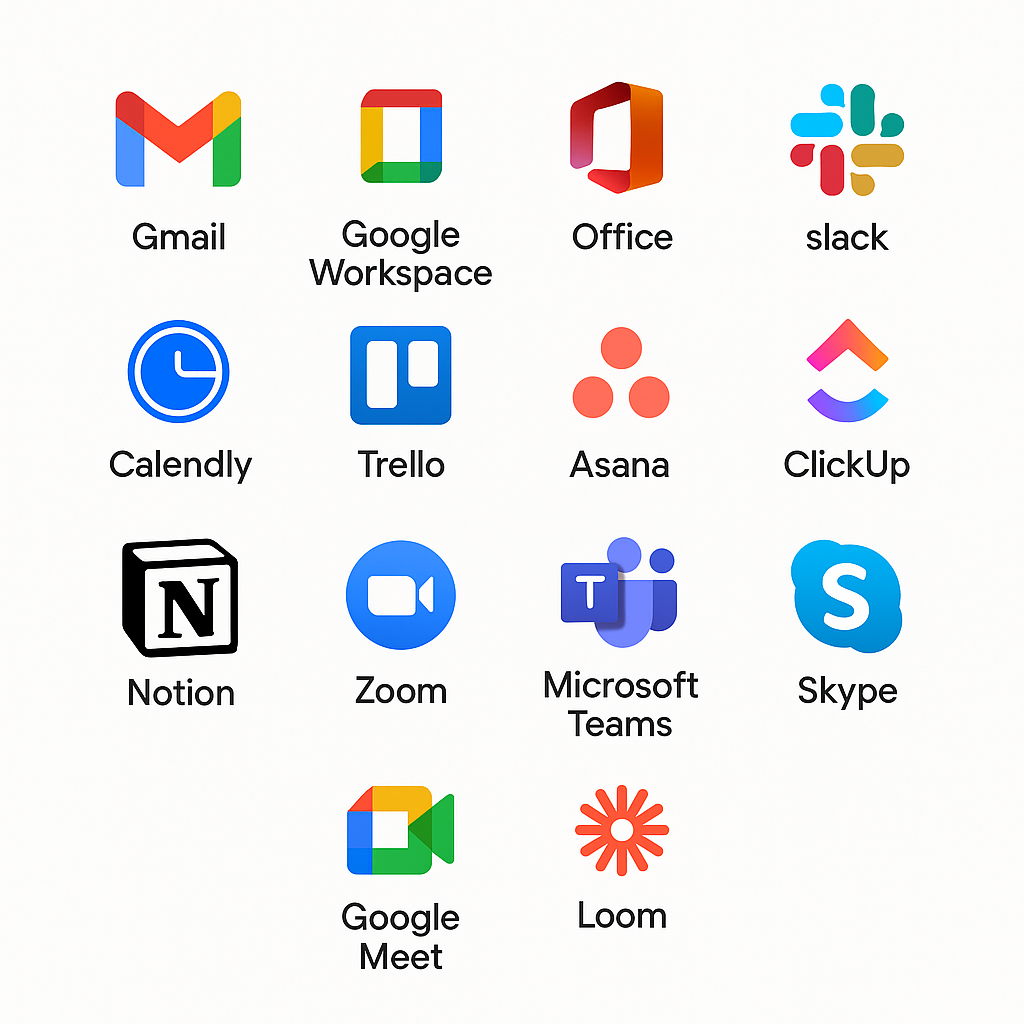 Gmail
Google
Workspace
Office
slack
Calendly
Trello
Asana
ClickUp
N
Notion
Zoom
T
Microsoft
Teams
S
Skype
Google
Meet
Loom